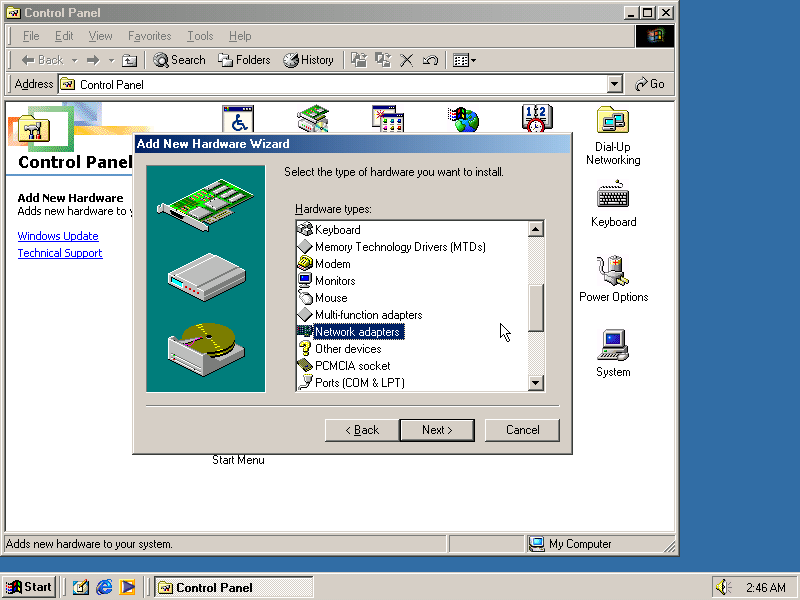 Control Panel
File Edit View Favorites Tools Help
Back Search Folders History
Address Control Panel Go
Control Panel
Add New Hardware
Adds new hardware to y
Windows Update
Technical Support
Dial-Up
Networking
Keyboard
Power Options
System
Start Menu
Add New Hardware Wizard
Select the type of hardware you want to install.
Hardware types:
Keyboard
Memory Technology Drivers (MTDs)
Modem
Monitors
Mouse
Multi-function adapters
Network adapters
Other devices
PCMCIA socket
Ports (COM & LPT)
< Back Next > Cancel
Adds new hardware to your system. My Computer
Start Control Panel 2:46 AM